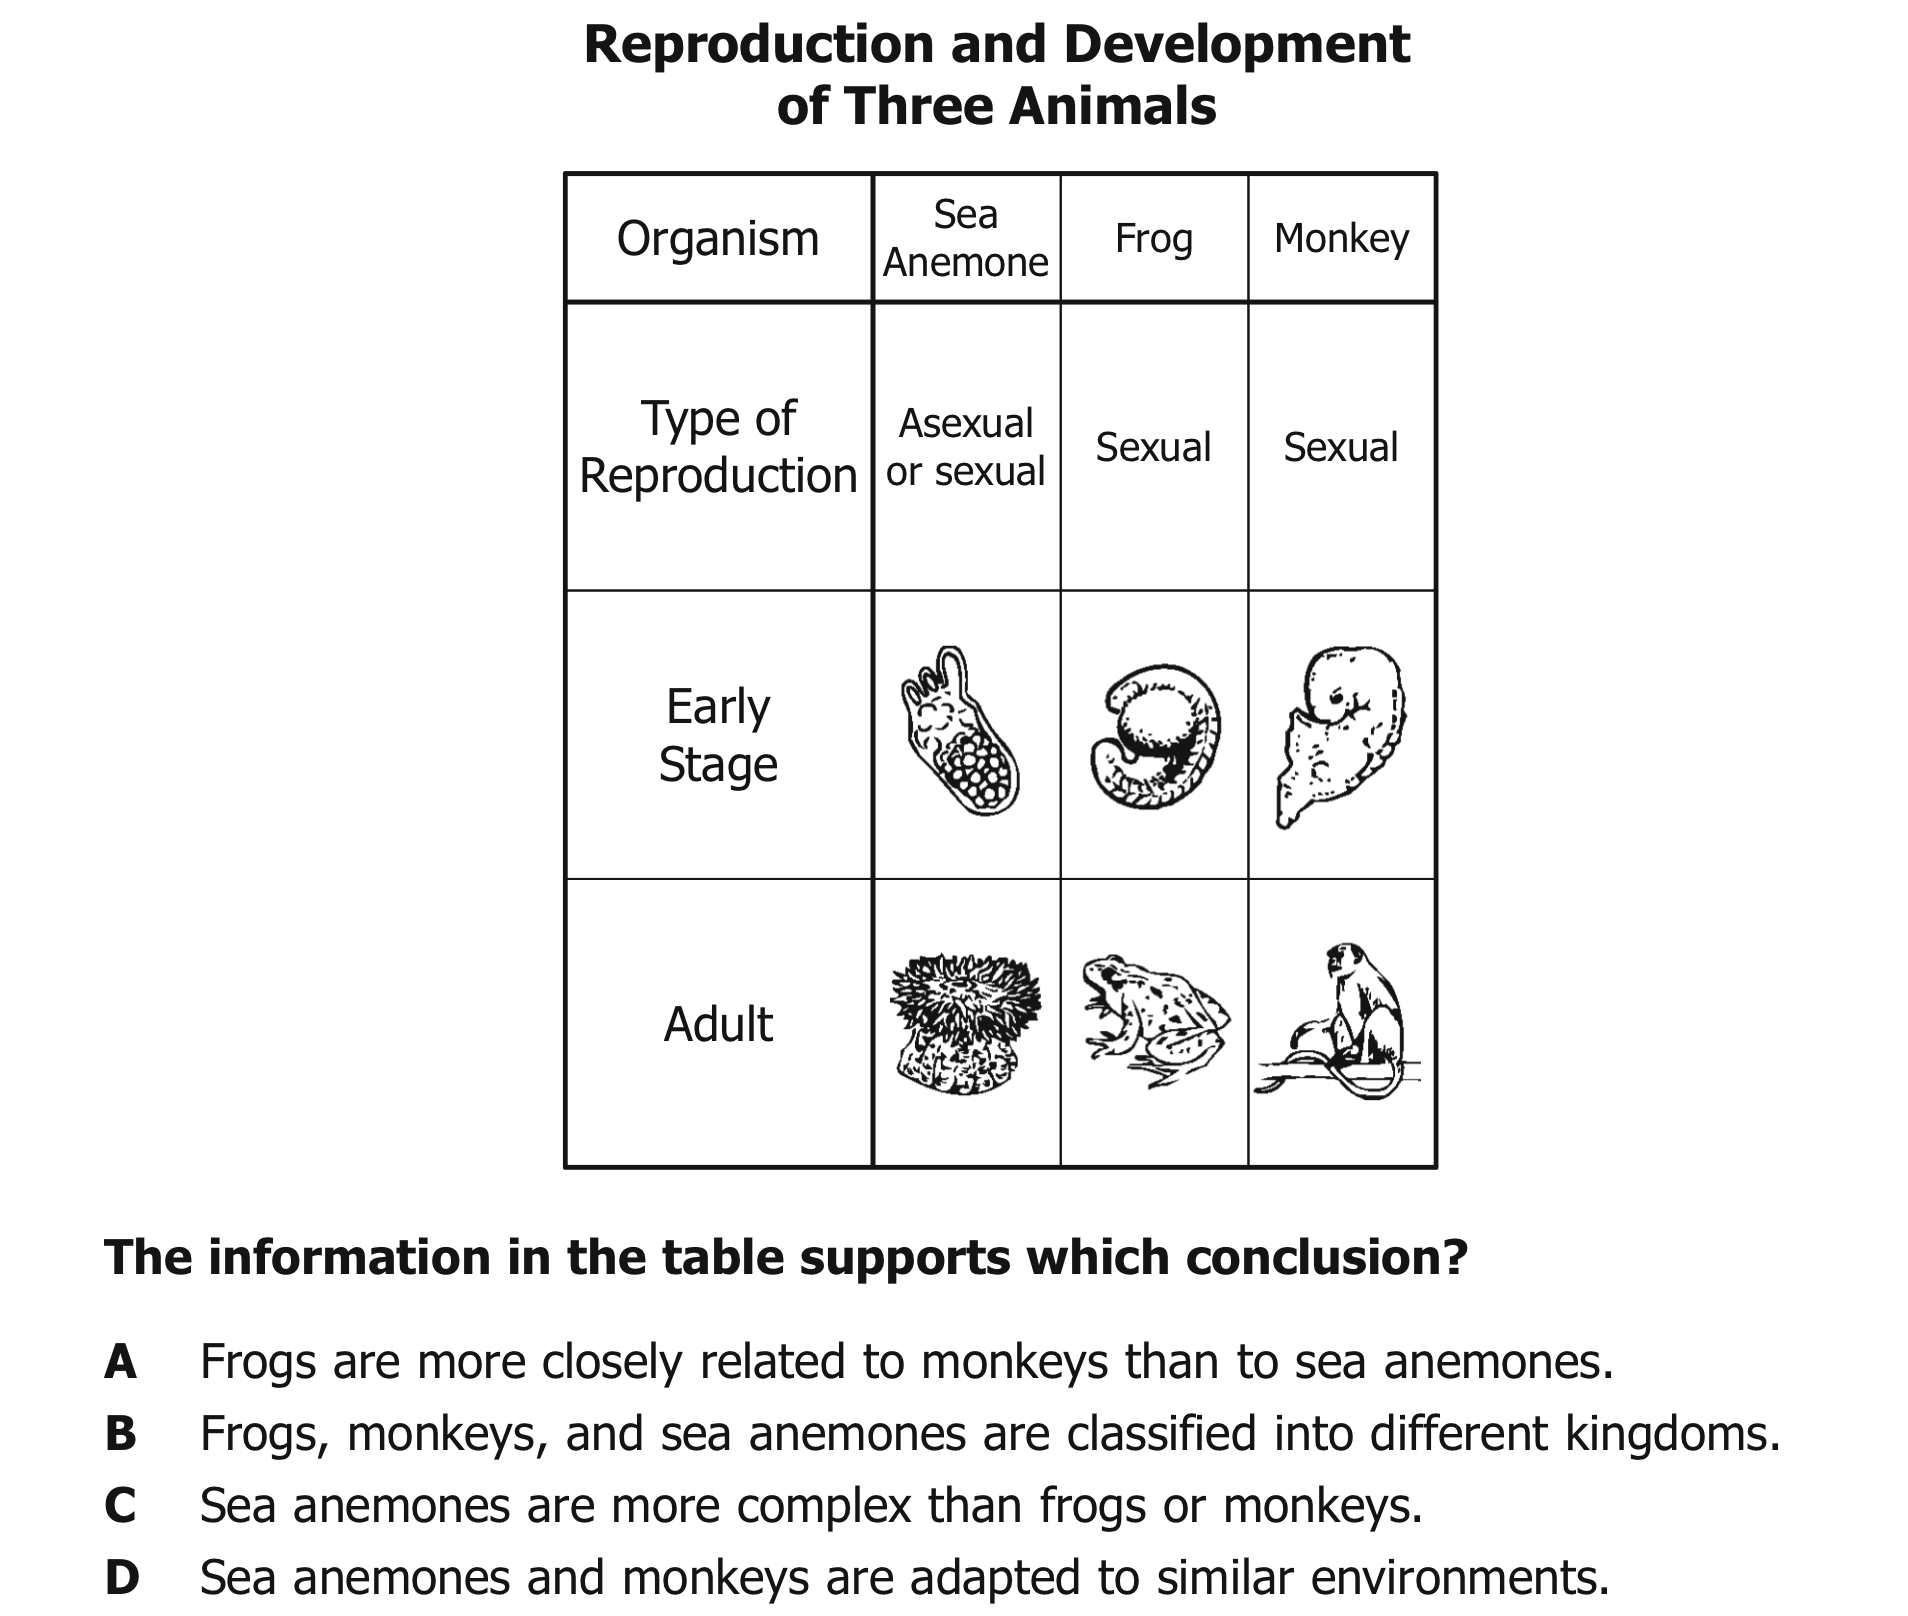 Reproduction and Development
of Three Animals
Organism
Sea
Anemone
Frog
Monkey
Type of
Reproduction
Asexual
or sexual
Sexual
Sexual
Early
Stage
Adult
The information in the table supports which conclusion?
A Frogs are more closely related to monkeys than to sea anemones.
B Frogs, monkeys, and sea anemones are classified into different kingdoms.
C Sea anemones are more complex than frogs or monkeys.
D Sea anemones and monkeys are adapted to similar environments.